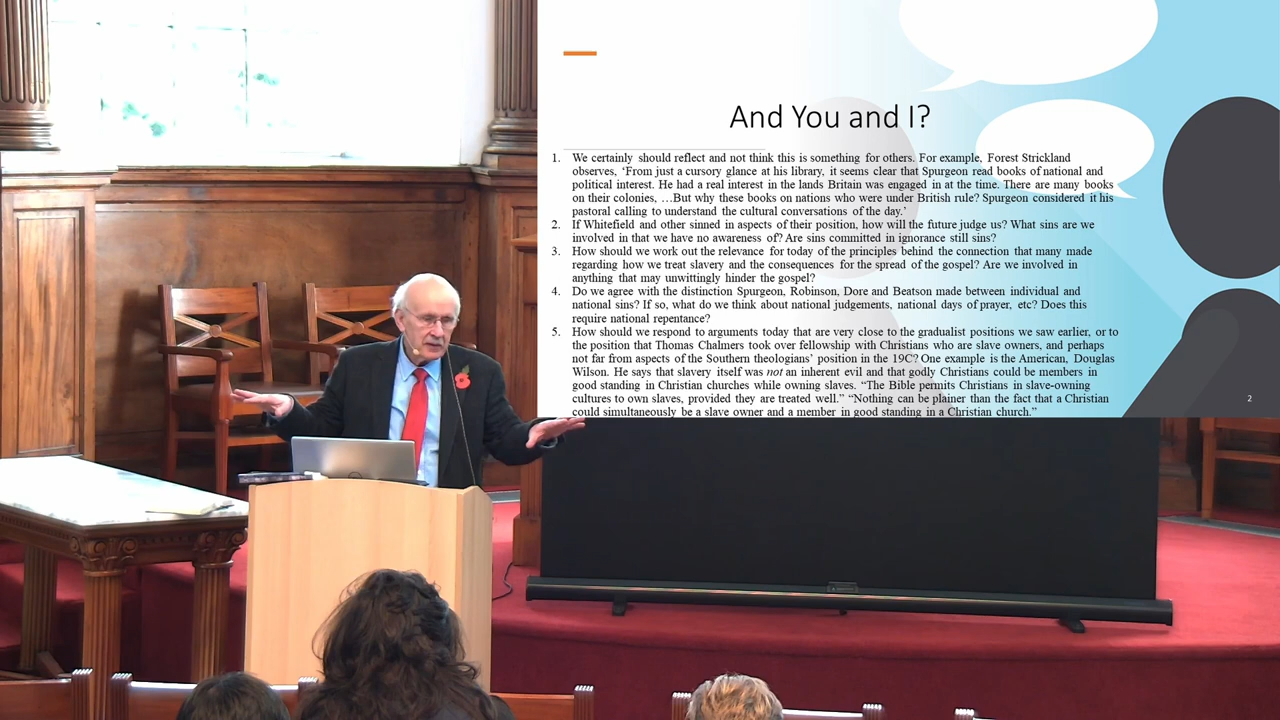 And You and I?
1. We certainly should reflect and not think this is something for others. For example, Forest Strickland
observes, ‘From just a cursory glance at his library, it seems clear that Spurgeon read books of national and
political interest. He had a real interest in the lands Britain was engaged in at the time. There are many books
on their colonies, …But why these books on nations who were under British rule? Spurgeon considered it his
pastoral calling to understand the cultural conversations of the day.’
2. If Whitefield and other sinned in aspects of their position, how will the future judge us? What sins are we
involved in that we have no awareness of? Are sins committed in ignorance still sins?
3. How should we work out the relevance for today of the principles behind the connection that many made
regarding how we treat slavery and the consequences for the spread of the gospel? Are we involved in
anything that may unwittingly hinder the gospel?
4. Do we agree with the distinction Spurgeon, Robinson, Dore and Beatson made between individual and
national sins? If so, what do we think about national judgements, national days of prayer, etc? Does this
require national repentance?
5. How should we respond to arguments today that are very close to the gradualist positions we saw earlier, or to
the position that Thomas Chalmers took over fellowship with Christians who are slave owners, and perhaps
not far from aspects of the Southern theologians’ position in the 19C? One example is the American, Douglas
Wilson. He says that slavery itself was not an inherent evil and that godly Christians could be members in
good standing in Christian churches while owning slaves. “The Bible permits Christians in slave-owning
cultures to own slaves, provided they are treated well.” “Nothing can be plainer than the fact that a Christian
could simultaneously be a slave owner and a member in good standing in a Christian church.”
2